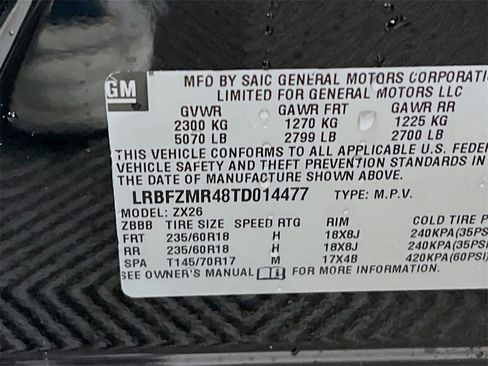 GM
MFD BY SAIC GENERAL MOTORS CORPORATION
LIMITED FOR GENERAL MOTORS LLC
GVWR GAWR FRT GAWR RR
2300 KG 1270 KG 1225 KG
5070 LB 2799 LB 2700 LB
THIS VEHICLE CONFORMS TO ALL APPLICABLE U.S. FEDER
VEHICLE SAFETY AND THEFT PREVENTION STANDARDS IN
THE DATE OF MANUFACTURE SHOWN ABOVE.
LRBFZMR48TD014477 TYPE: M.P.V.
MODEL: ZX26
ZBBB TIRE SIZE SPEED RTG RIM COLD TIRE P
FRT 235/60R18 H 18X8J 240KPA(35PS
RR 235/60R18 H 18X8J 240KPA(35PS
SPA T145/70R17 M 17X4B 420KPA(60PSI)
SEE OWNER'S MANUAL FOR MORE INFORMATION.